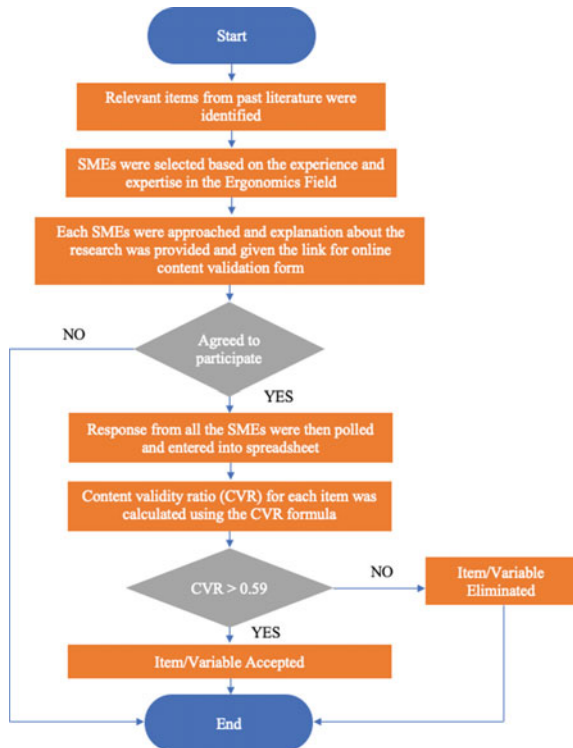 Start
Relevant items from past literature were
identified
SMEs were selected based on the experience and
expertise in the Ergonomics Field
Each SMEs were approached and explanation about the
research was provided and given the link for online
content validation form
NO
Agreed to
participate
YES
Response from all the SMEs were then polled
and entered into spreadsheet
Content validity ratio (CVR) for each item was
calculated using the CVR formula
CVR > 0.59
NO
Item/Variable
Eliminated
YES
Item/Variable Accepted
End